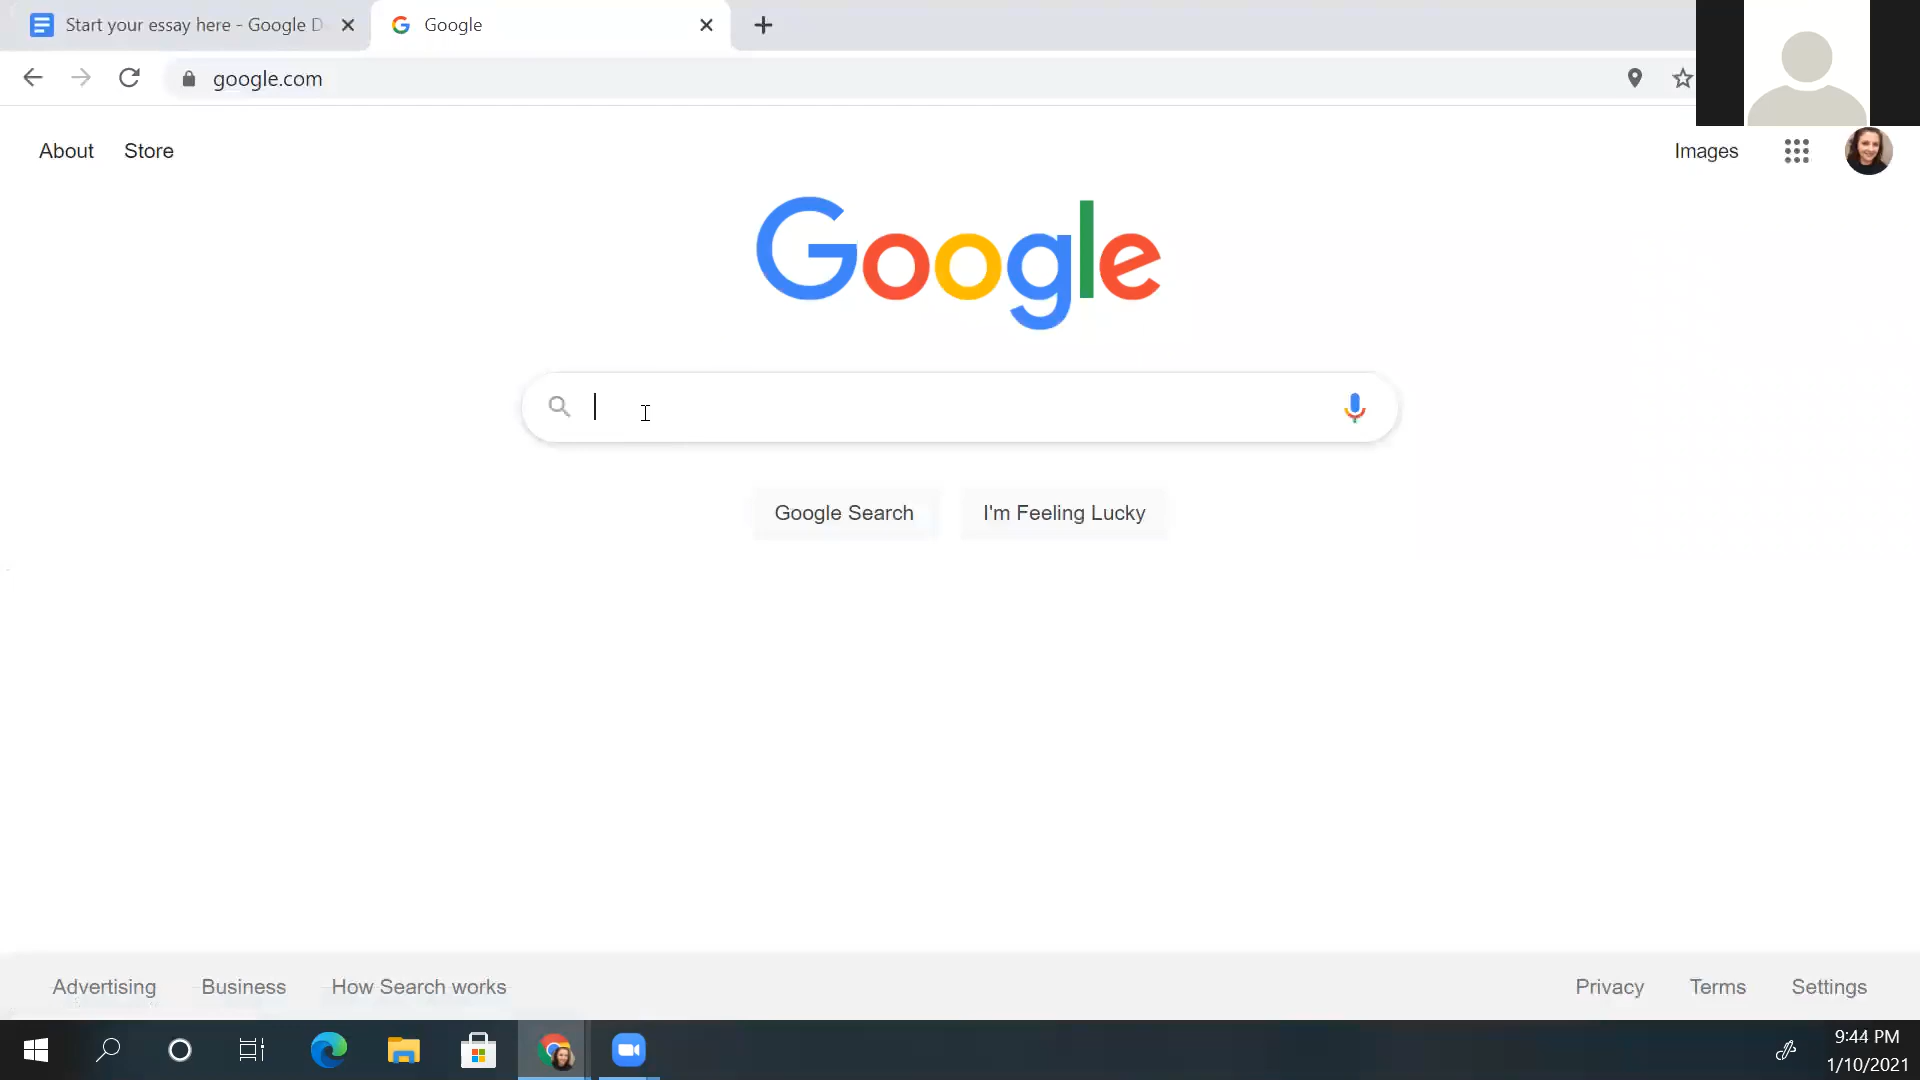 Start your essay here - Google D
Google
google.com
About
Store
Images
Google
Google Search
I'm Feeling Lucky
Advertising
Business
How Search works
Privacy
Terms
Settings
9:44 PM
1/10/2021